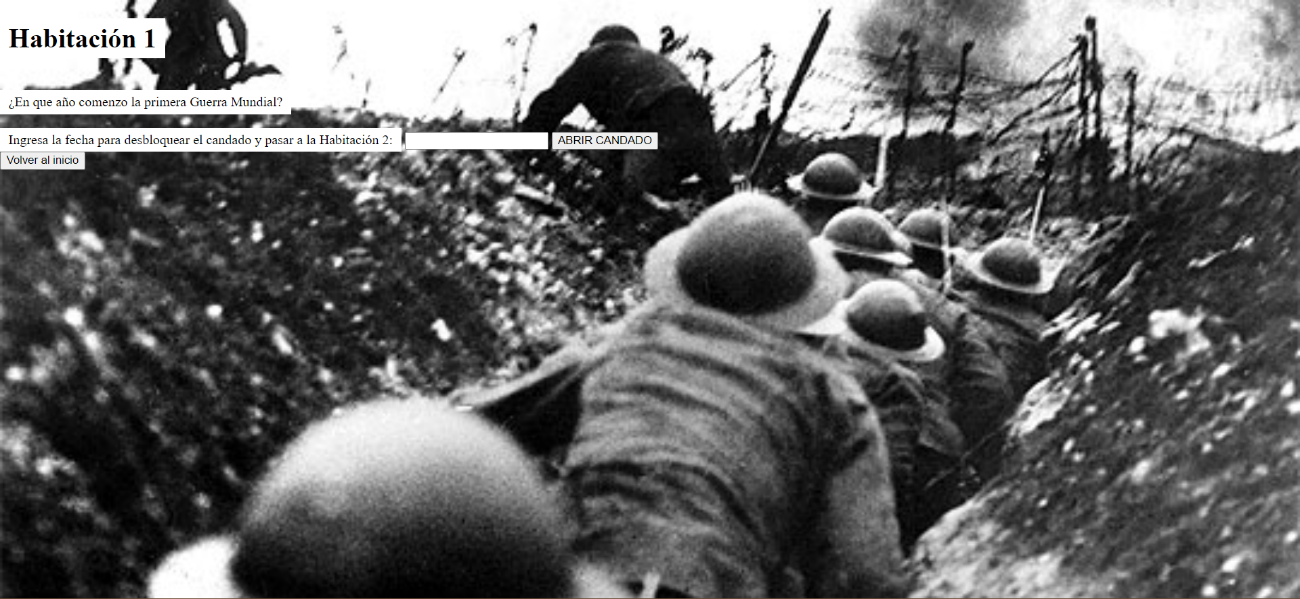 Habitación 1
¿En que año comenzo la primera Guerra Mundial?
Ingresa la fecha para desbloquear el candado y pasar a la Habitación 2: ABRIR CANDADO
Volver al inicio